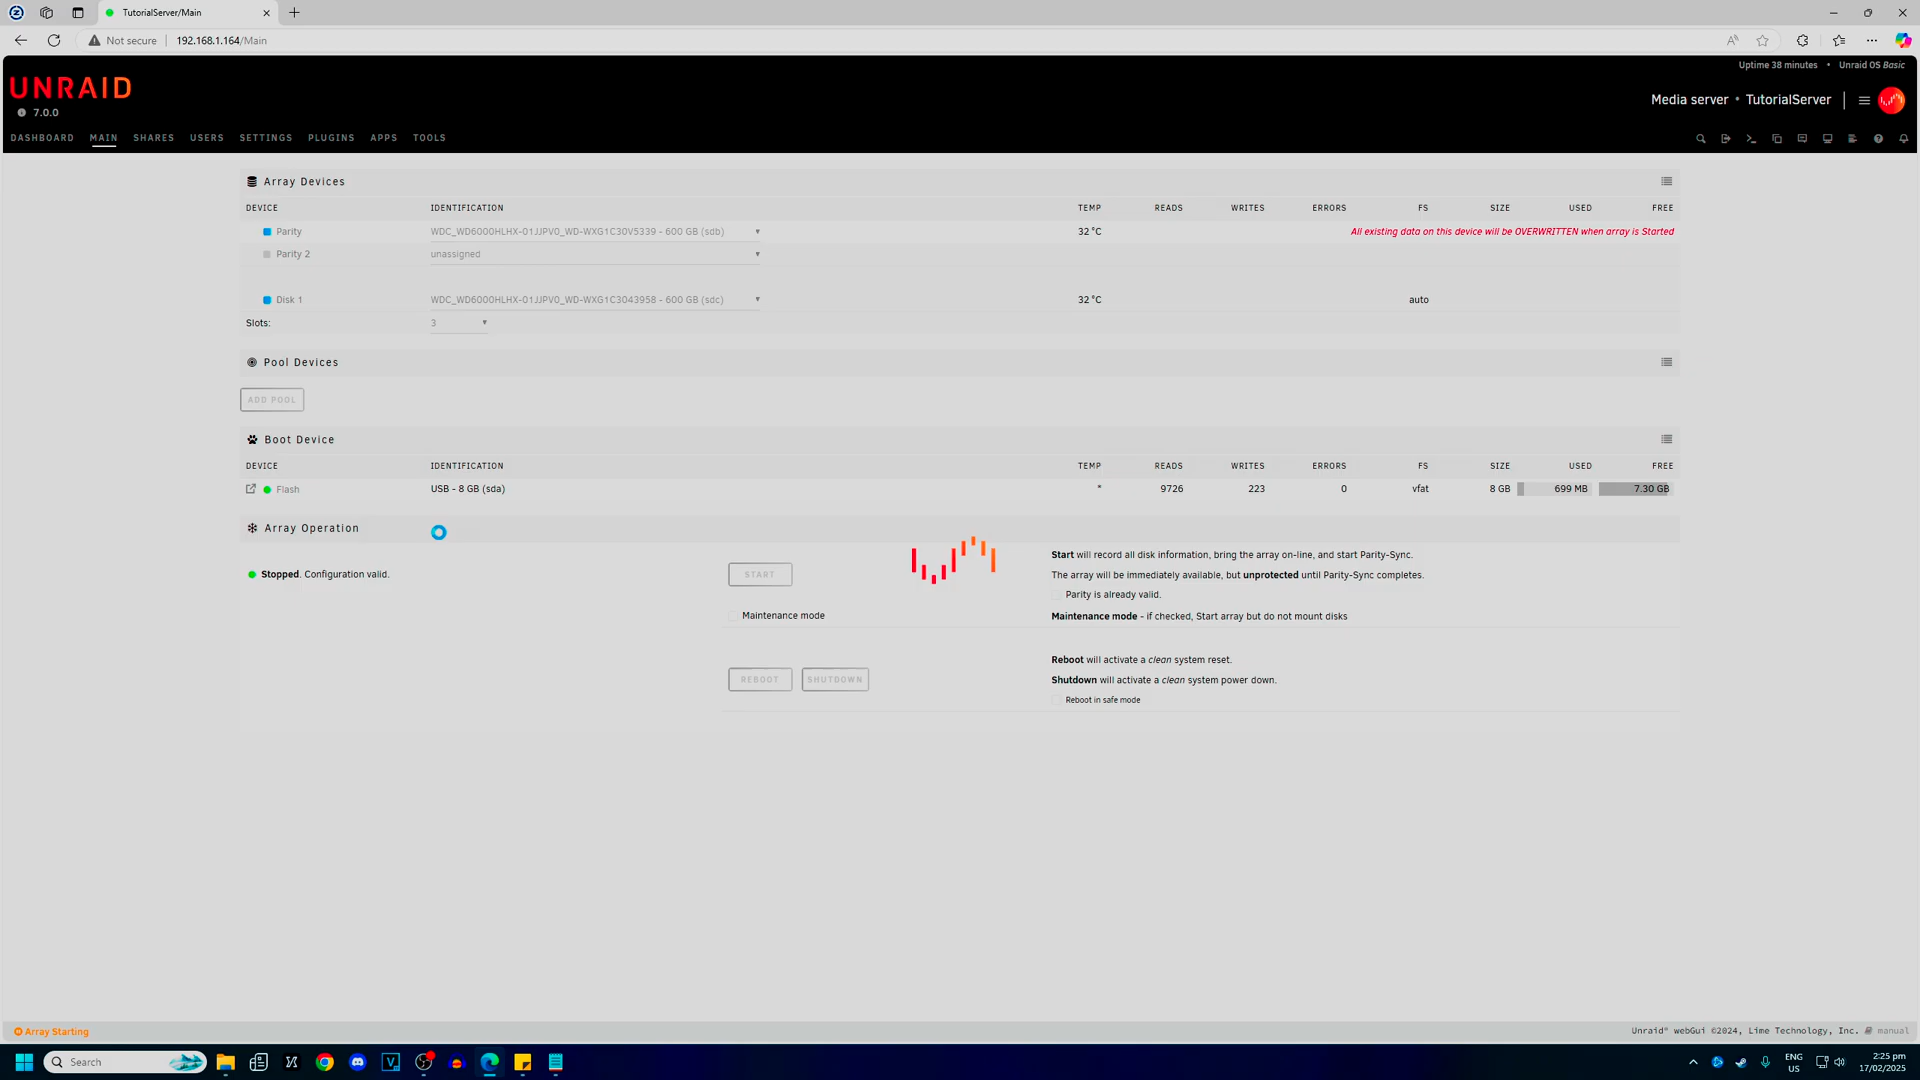 TutorialServer/Main
Not secure
192.168.1.164/Main
Uptime 38 minutes • Unraid OS Basic
UNRAID
7.0.0
Media server • TutorialServer
DASHBOARD MAIN SHARES USERS SETTINGS PLUGINS APPS TOOLS
Array Devices
DEVICE IDENTIFICATION TEMP READS WRITES ERRORS FS SIZE USED FREE
Parity WDC_WD6000HLHX-01JJPV0_WD-WXG1C30V5339 - 600 GB (sdb) 32 °C All existing data on this device will be OVERWRITTEN when array is Started
Parity 2 unassigned
Disk 1 WDC_WD6000HLHX-01JJPV0_WD-WXG1C3043958 - 600 GB (sdc) 32 °C auto
Slots: 3
Pool Devices
ADD POOL
Boot Device
DEVICE IDENTIFICATION TEMP READS WRITES ERRORS FS SIZE USED FREE
Flash USB - 8 GB (sda) * 9726 223 0 vfat 8 GB 699 MB 7.30 GB
Array Operation
Stopped. Configuration valid.
START
Start will record all disk information, bring the array on-line, and start Parity-Sync.
The array will be immediately available, but unprotected until Parity-Sync completes.
Parity is already valid.
Maintenance mode
Maintenance mode - if checked, Start array but do not mount disks
REBOOT SHUTDOWN
Reboot will activate a clean system reset.
Shutdown will activate a clean system power down.
Reboot in safe mode
Array Starting
Unraid® webGui ©2024, Lime Technology, Inc. manual
Search
ENG
US
2:25 pm
17/02/2025